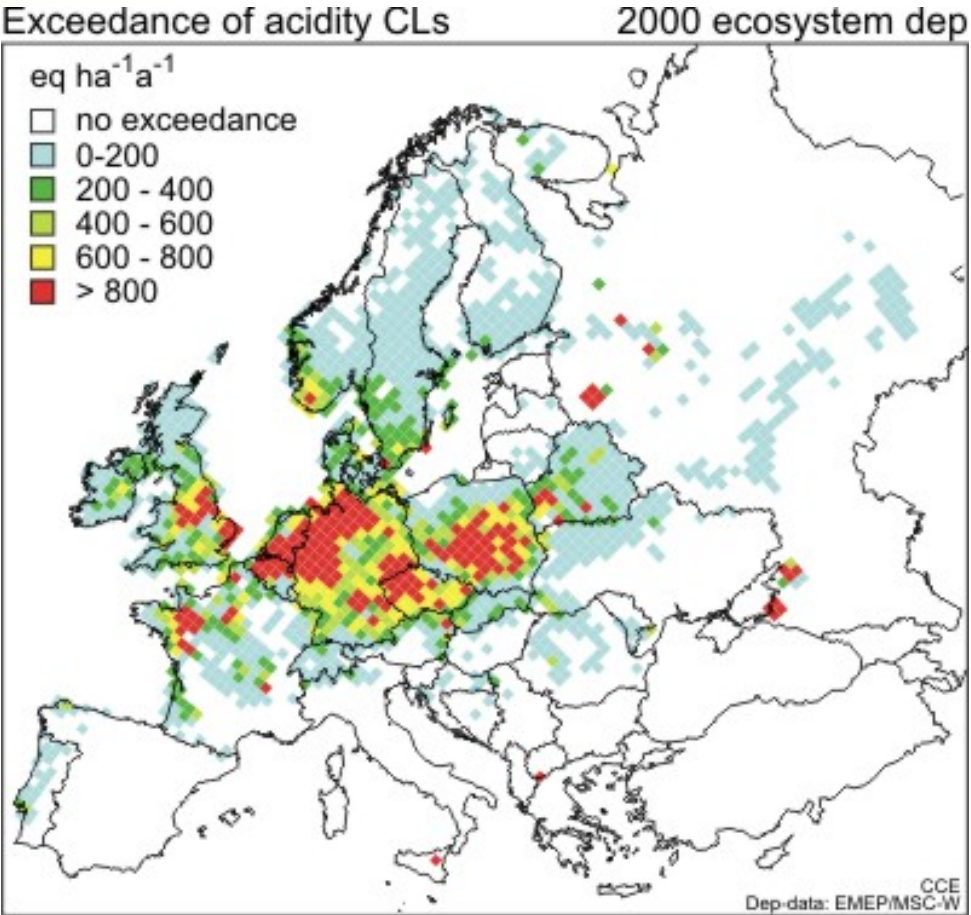 Exceedance of acidity CLs 2000 ecosystem dep
eq ha⁻¹a⁻¹
no exceedance
0-200
200 - 400
400 - 600
600 - 800
> 800
CCE
Dep-data: EMEP/MSC-W